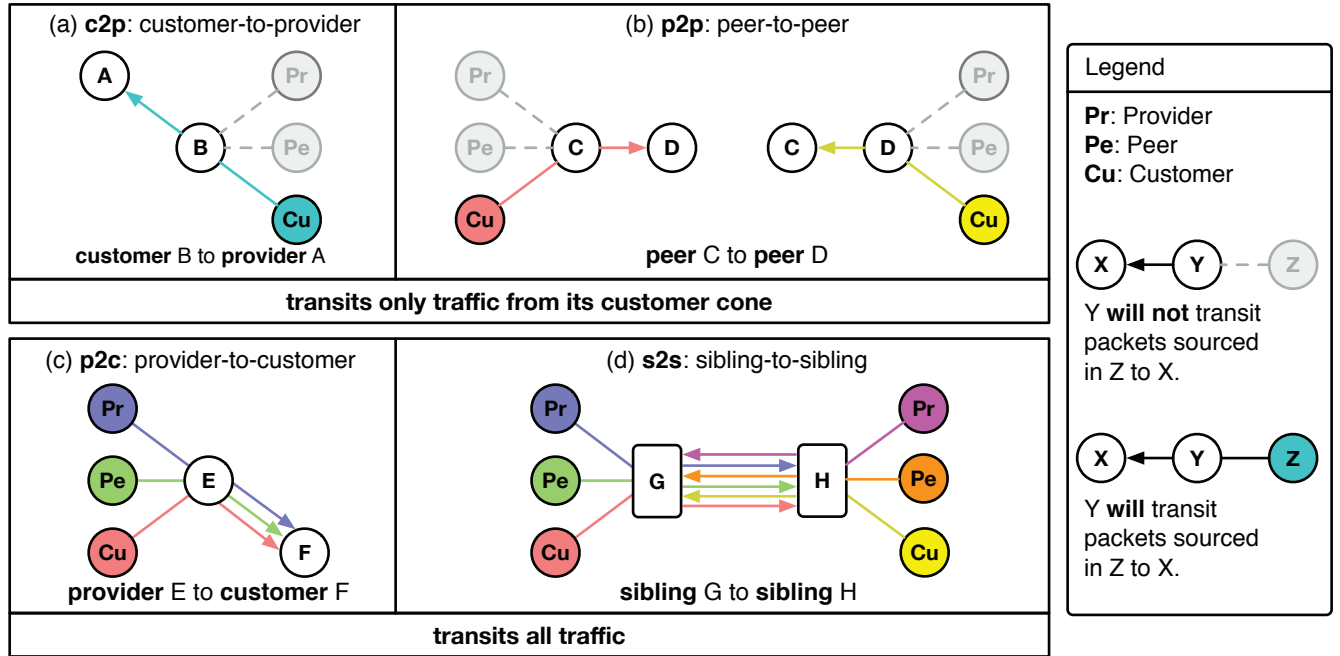 (a) c2p: customer-to-provider
A
Pr
B
Pe
Cu
customer B to provider A
(b) p2p: peer-to-peer
Pr
Pr
Pe
C
D
C
D
Pe
Cu
Cu
peer C to peer D
transits only traffic from its customer cone
(c) p2c: provider-to-customer
Pr
Pe
E
Cu
F
provider E to customer F
(d) s2s: sibling-to-sibling
Pr
Pr
Pe
G
H
Pe
Cu
Cu
sibling G to sibling H
transits all traffic
Legend
Pr: Provider
Pe: Peer
Cu: Customer
X
Y
Z
Y will not transit
packets sourced
in Z to X.
X
Y
Z
Y will transit
packets sourced
in Z to X.